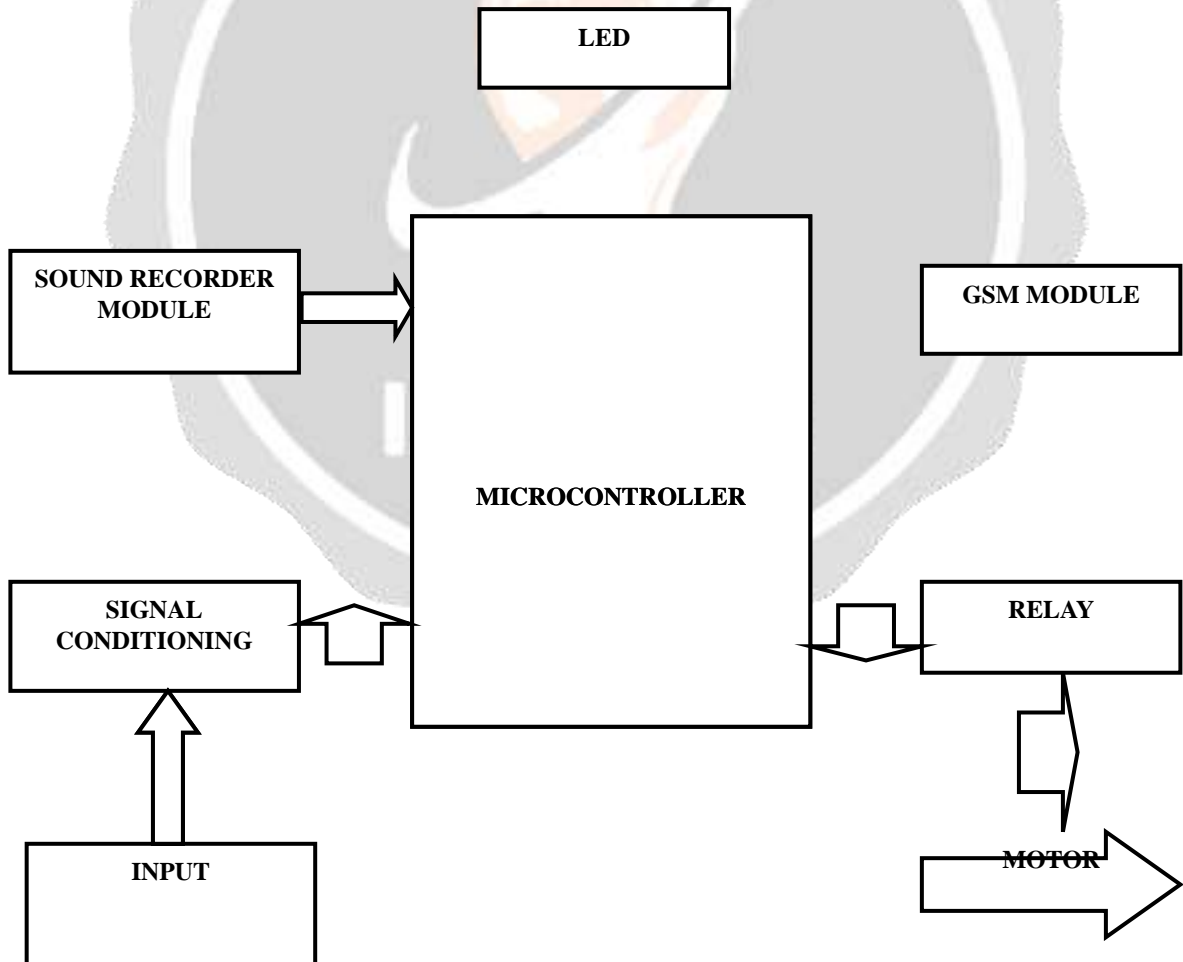 LED
SOUND RECORDER
MODULE
GSM MODULE
MICROCONTROLLER
SIGNAL
CONDITIONING
RELAY
INPUT
MOTOR